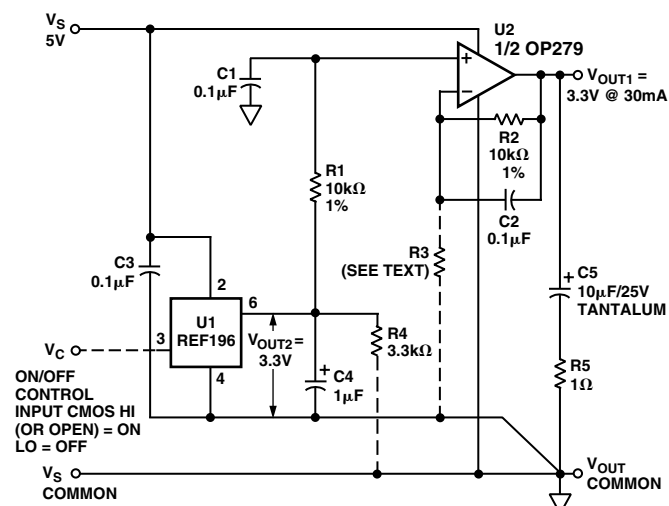 VS
5V
U2
1/2 OP279
C1
0.1µF
+
−
VOUT1 =
3.3V @ 30mA
R2
10kΩ
1%
R1
10kΩ
1%
C2
0.1µF
C3
0.1µF
R3
(SEE TEXT)
C5
+
10µF/25V
TANTALUM
2
6
U1
REF196
3
4
VOUT2 =
3.3V
R4
3.3kΩ
VC
+
C4
1µF
R5
1Ω
ON/OFF
CONTROL
INPUT CMOS HI
(OR OPEN) = ON
LO = OFF
VS
COMMON
VOUT
COMMON